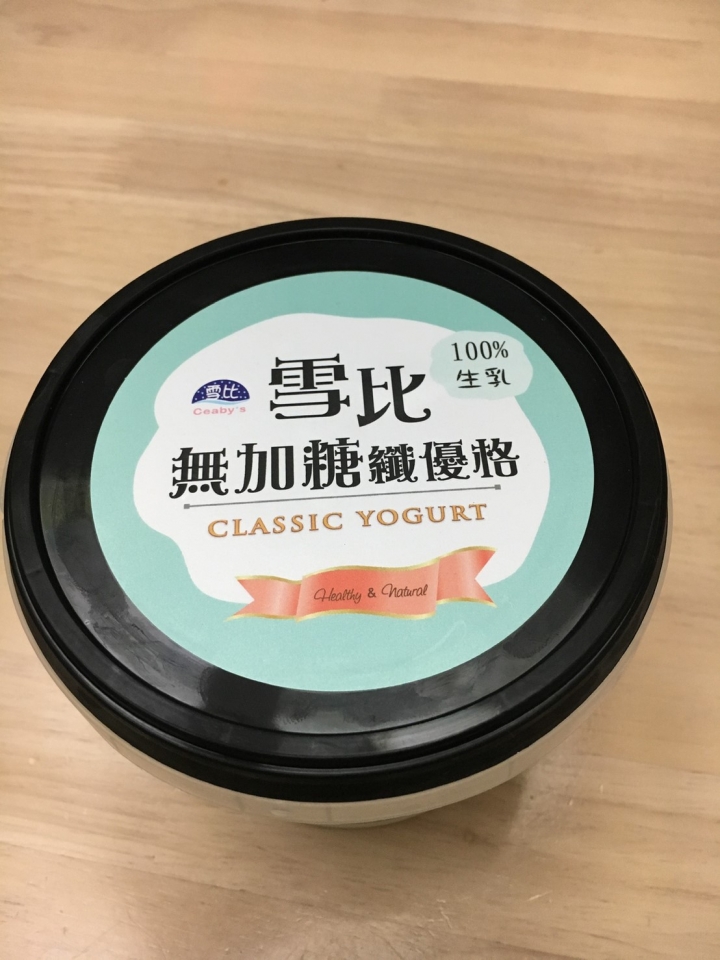 100%
生乳
雪比
Ceaby's
雪比
無加糖纖優格
CLASSIC YOGURT
Healthy & Natural